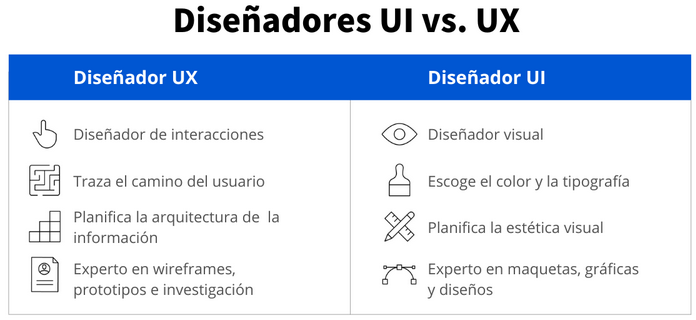 Diseñadores UI vs. UX
Diseñador UX
Diseñador UI
Diseñador de interacciones
Diseñador visual
Traza el camino del usuario
Escoge el color y la tipografía
Planifica la arquitectura de la
información
Planifica la estética visual
Experto en wireframes,
prototipos e investigación
Experto en maquetas, gráficas
y diseños